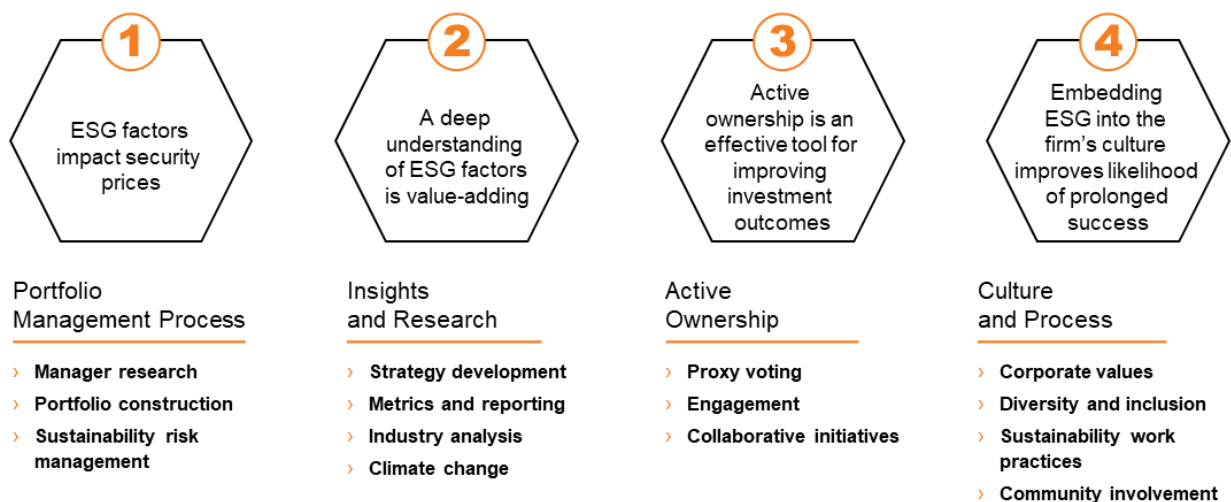 1
ESG factors
impact security
prices
2
A deep
understanding
of ESG factors
is value-adding
3
Active
ownership is an
effective tool for
improving
investment
outcomes
4
Embedding
ESG into the
firm's culture
improves likelihood
of prolonged
success
Portfolio
Management Process
› Manager research
› Portfolio construction
› Sustainability risk
management
Insights
and Research
› Strategy development
› Metrics and reporting
› Industry analysis
› Climate change
Active
Ownership
› Proxy voting
› Engagement
› Collaborative initiatives
Culture
and Process
› Corporate values
› Diversity and inclusion
› Sustainability work
practices
› Community involvement